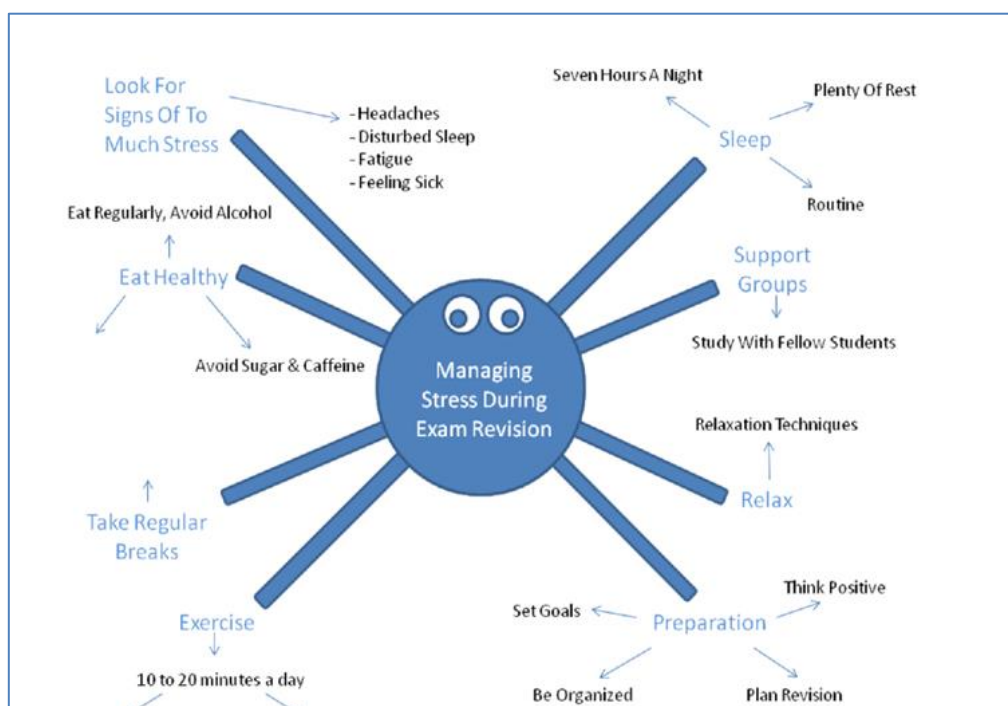 Look For
Signs Of To
Much Stress
- Headaches
- Disturbed Sleep
- Fatigue
- Feeling Sick
Seven Hours A Night
Plenty Of Rest
Sleep
Routine
Eat Regularly, Avoid Alcohol
Eat Healthy
Avoid Sugar & Caffeine
Support
Groups
Study With Fellow Students
Managing
Stress During
Exam Revision
Relaxation Techniques
Relax
Take Regular
Breaks
Exercise
10 to 20 minutes a day
Set Goals
Think Positive
Preparation
Be Organized
Plan Revision